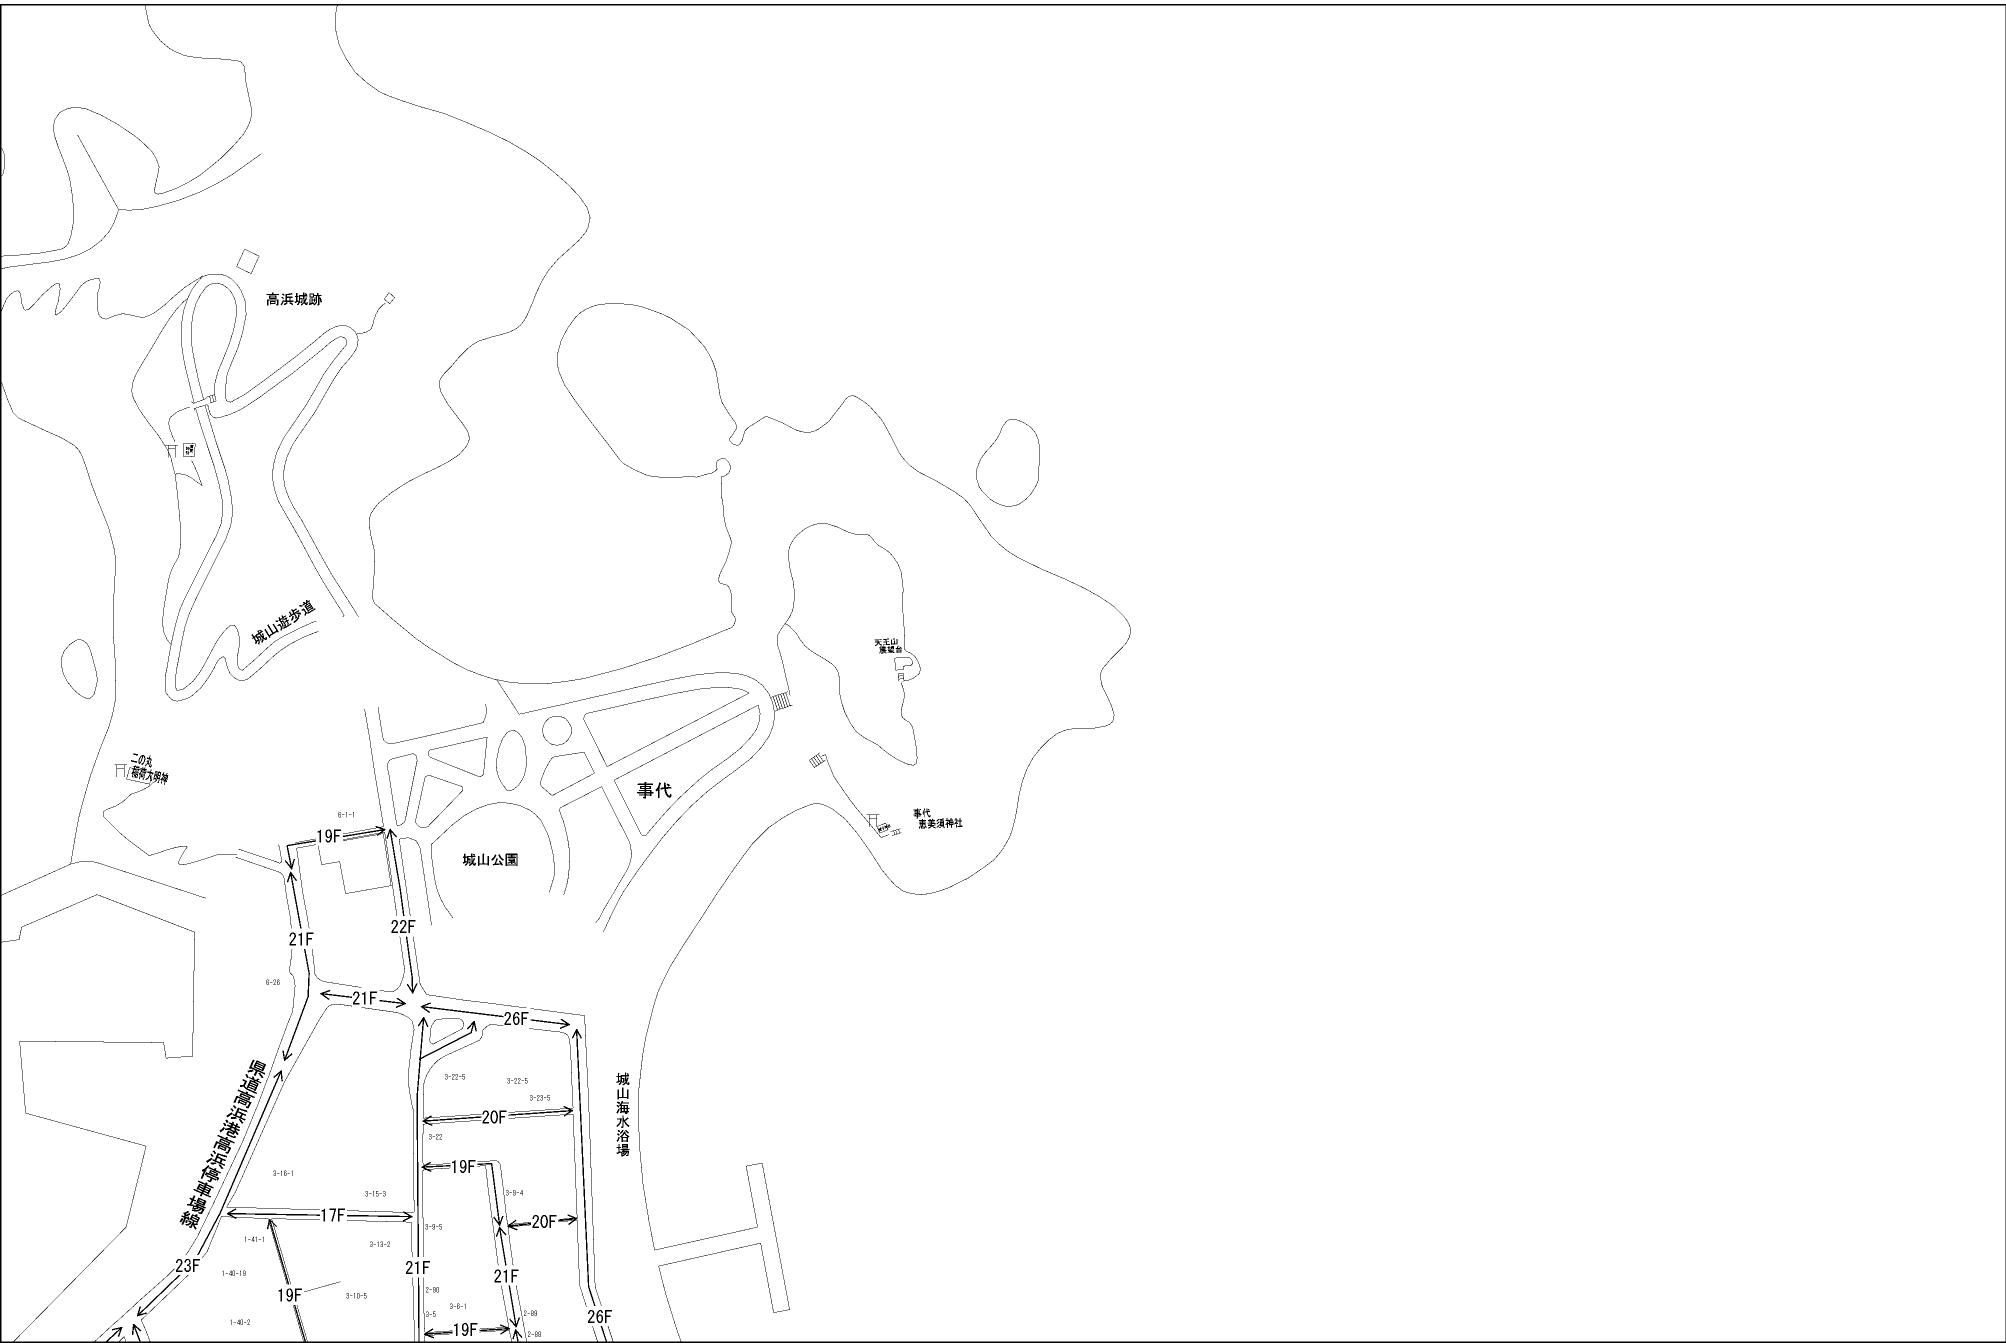 高浜城跡
城山遊歩道
天王山
展望台
二の丸
稲荷大明神
事代
事代
恵美須神社
6-1-1
19F
城山公園
22F
21F
6-26
21F
26F
県道高浜港高浜停車場線
城山海水浴場
3-22-5
3-22-5
3-23-5
20F
3-22
19F
3-16-1
3-15-3
3-9-4
17F
20F
3-9-5
1-41-1
3-13-2
23F
21F
1-40-19
21F
19F
3-10-5
2-90
3-6-1
3-5
2-89
26F
1-40-2
19F
2-88